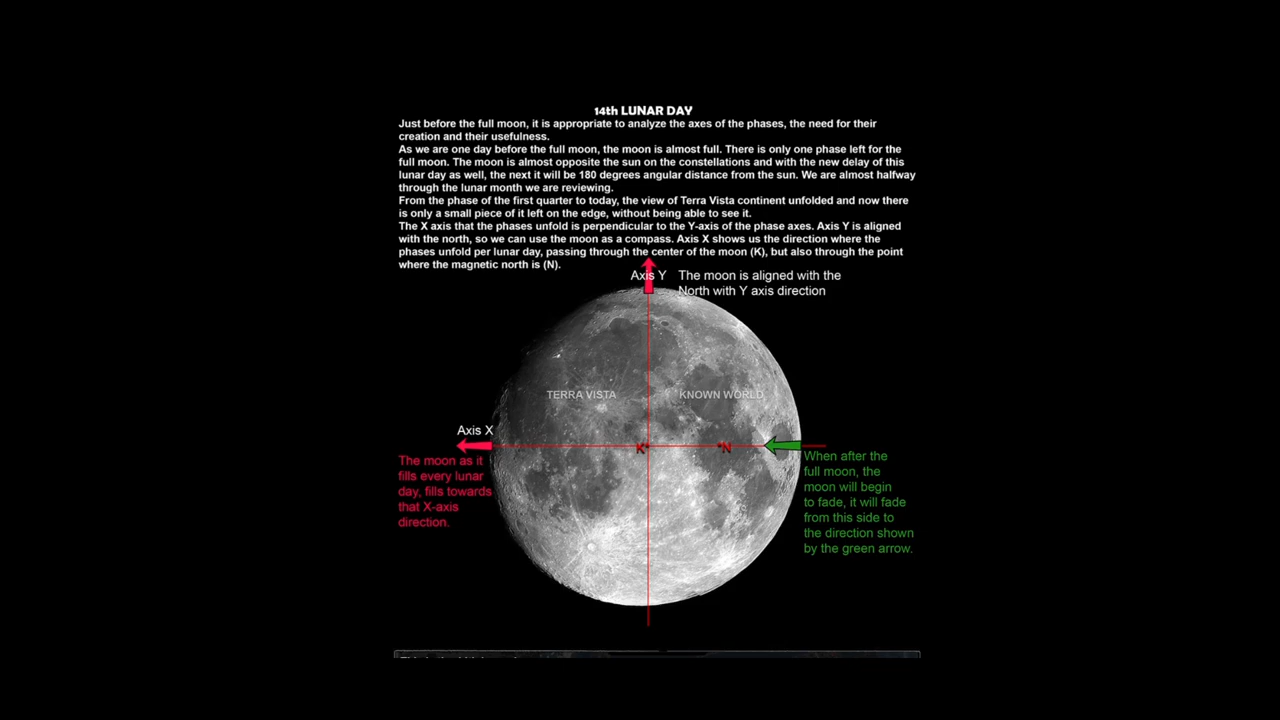 14th LUNAR DAY
Just before the full moon, it is appropriate to analyze the axes of the phases, the need for their
creation and their usefulness.
As we are one day before the full moon, the moon is almost full. There is only one phase left for the
full moon. The moon is almost opposite the sun on the constellations and with the new delay of this
lunar day as well, the next it will be 180 degrees angular distance from the sun. We are almost halfway
through the lunar month we are reviewing.
From the phase of the first quarter to today, the view of Terra Vista continent unfolded and now there
is only a small piece of it left on the edge, without being able to see it.
The X axis that the phases unfold is perpendicular to the Y-axis of the phase axes. Axis Y is aligned
with the north, so we can use the moon as a compass. Axis X shows us the direction where the
phases unfold per lunar day, passing through the center of the moon (K), but also through the point
where the magnetic north is (N).
Axis Y
The moon is aligned with the
North with Y axis direction
TERRA VISTA
KNOWN WORLD
Axis X
K
N
The moon as it
fills every lunar
day, fills towards
that X-axis
direction.
When after the
full moon, the
moon will begin
to fade, it will fade
from this side to
the direction shown
by the green arrow.